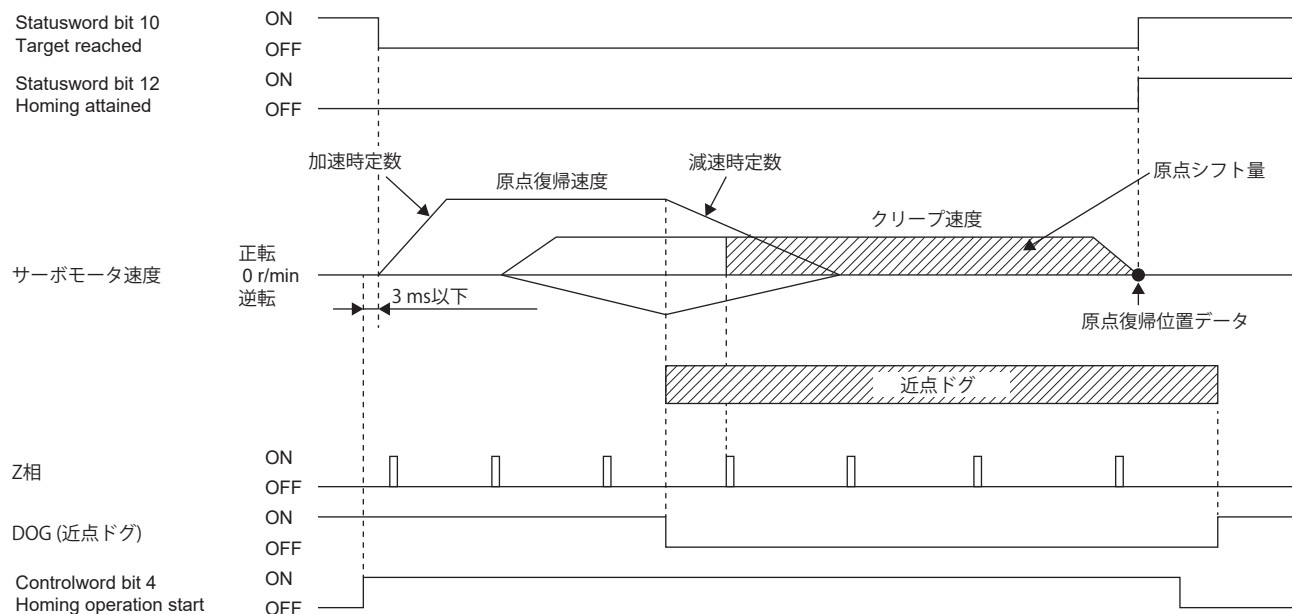 Statusword bit 10
Target reached
ON
OFF
Statusword bit 12
Homing attained
ON
OFF
加速時定数
原点復帰速度
減速時定数
クリープ速度
原点シフト量
サーボモータ速度
正転
0 r/min
逆転
3 ms以下
原点復帰位置データ
近点ドグ
Z相
ON
OFF
DOG (近点ドグ)
ON
OFF
Controlword bit 4
Homing operation start
ON
OFF